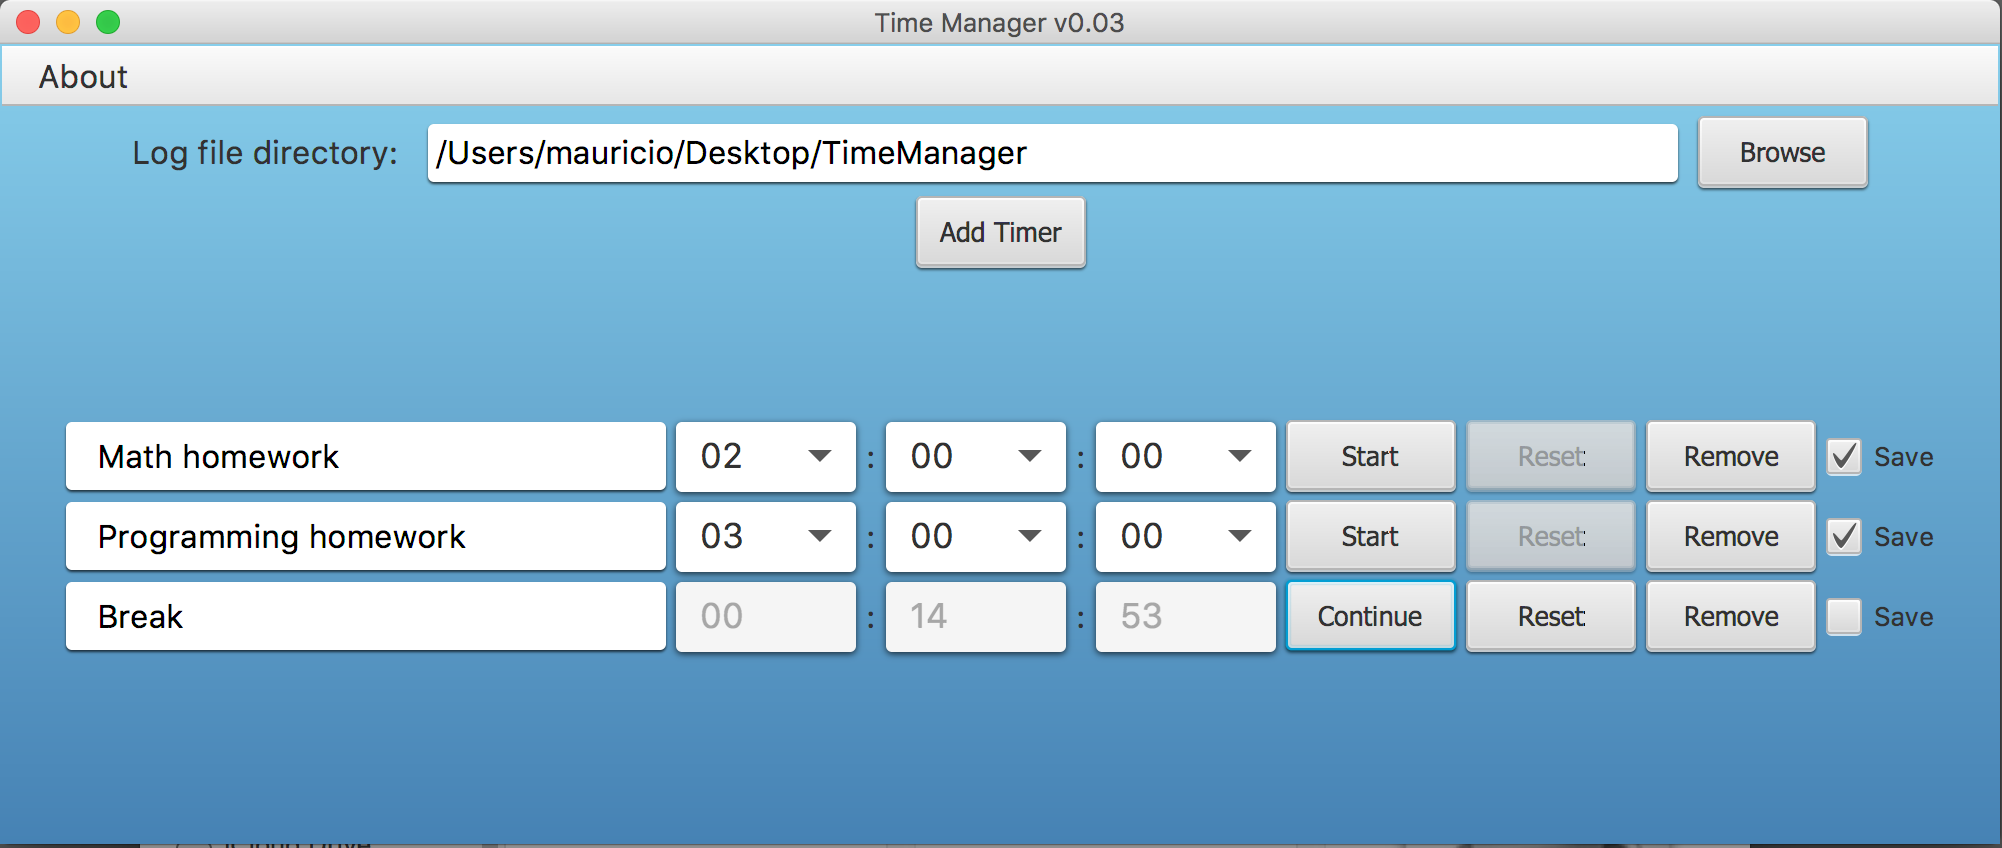 Time Manager v0.03
About
Log file directory: /Users/mauricio/Desktop/TimeManager Browse
Add Timer
Math homework 02 : 00 : 00 Start Reset Remove Save
Programming homework 03 : 00 : 00 Start Reset Remove Save
Break 00 : 14 : 53 Continue Reset Remove Save